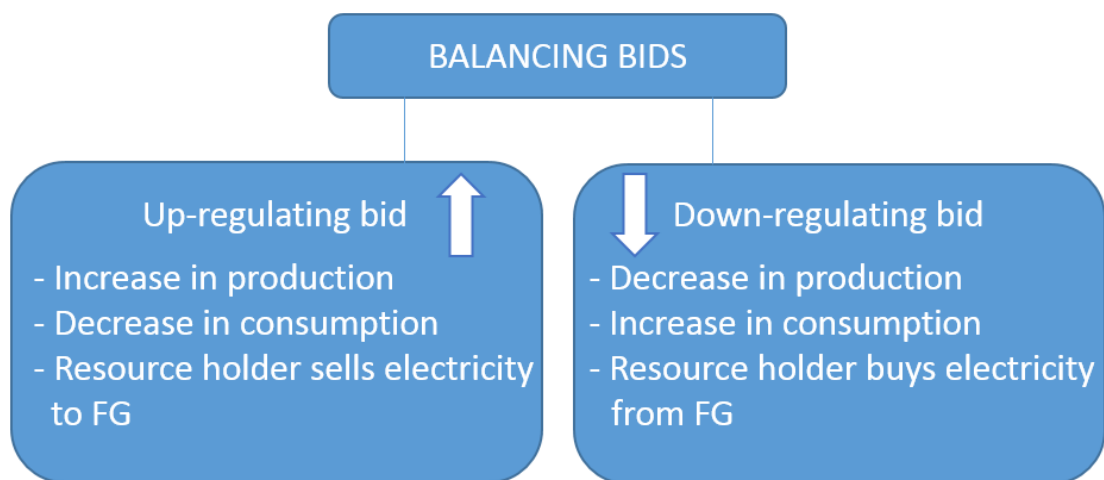 BALANCING BIDS
Up-regulating bid
- Increase in production
- Decrease in consumption
- Resource holder sells electricity
to FG
Down-regulating bid
- Decrease in production
- Increase in consumption
- Resource holder buys electricity
from FG